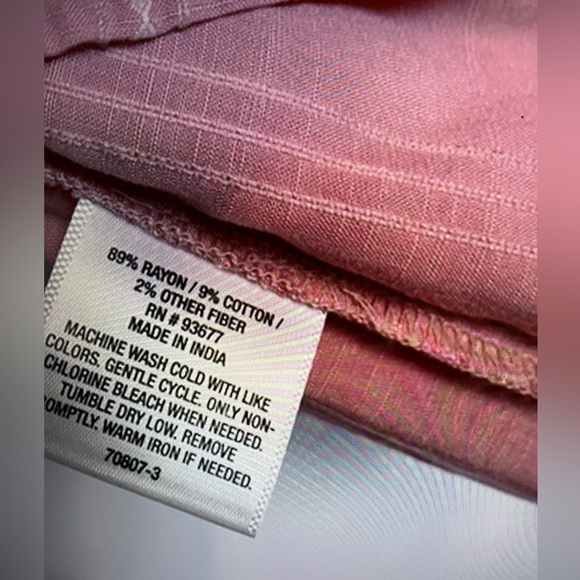 89% RAYON / 9% COTTON /
2% OTHER FIBER
RN # 93677
MADE IN INDIA
MACHINE WASH COLD WITH LIKE
COLORS. GENTLE CYCLE. ONLY NON-
CHLORINE BLEACH WHEN NEEDED.
TUMBLE DRY LOW. REMOVE
OMPTLY. WARM IRON IF NEEDED.
70807-3